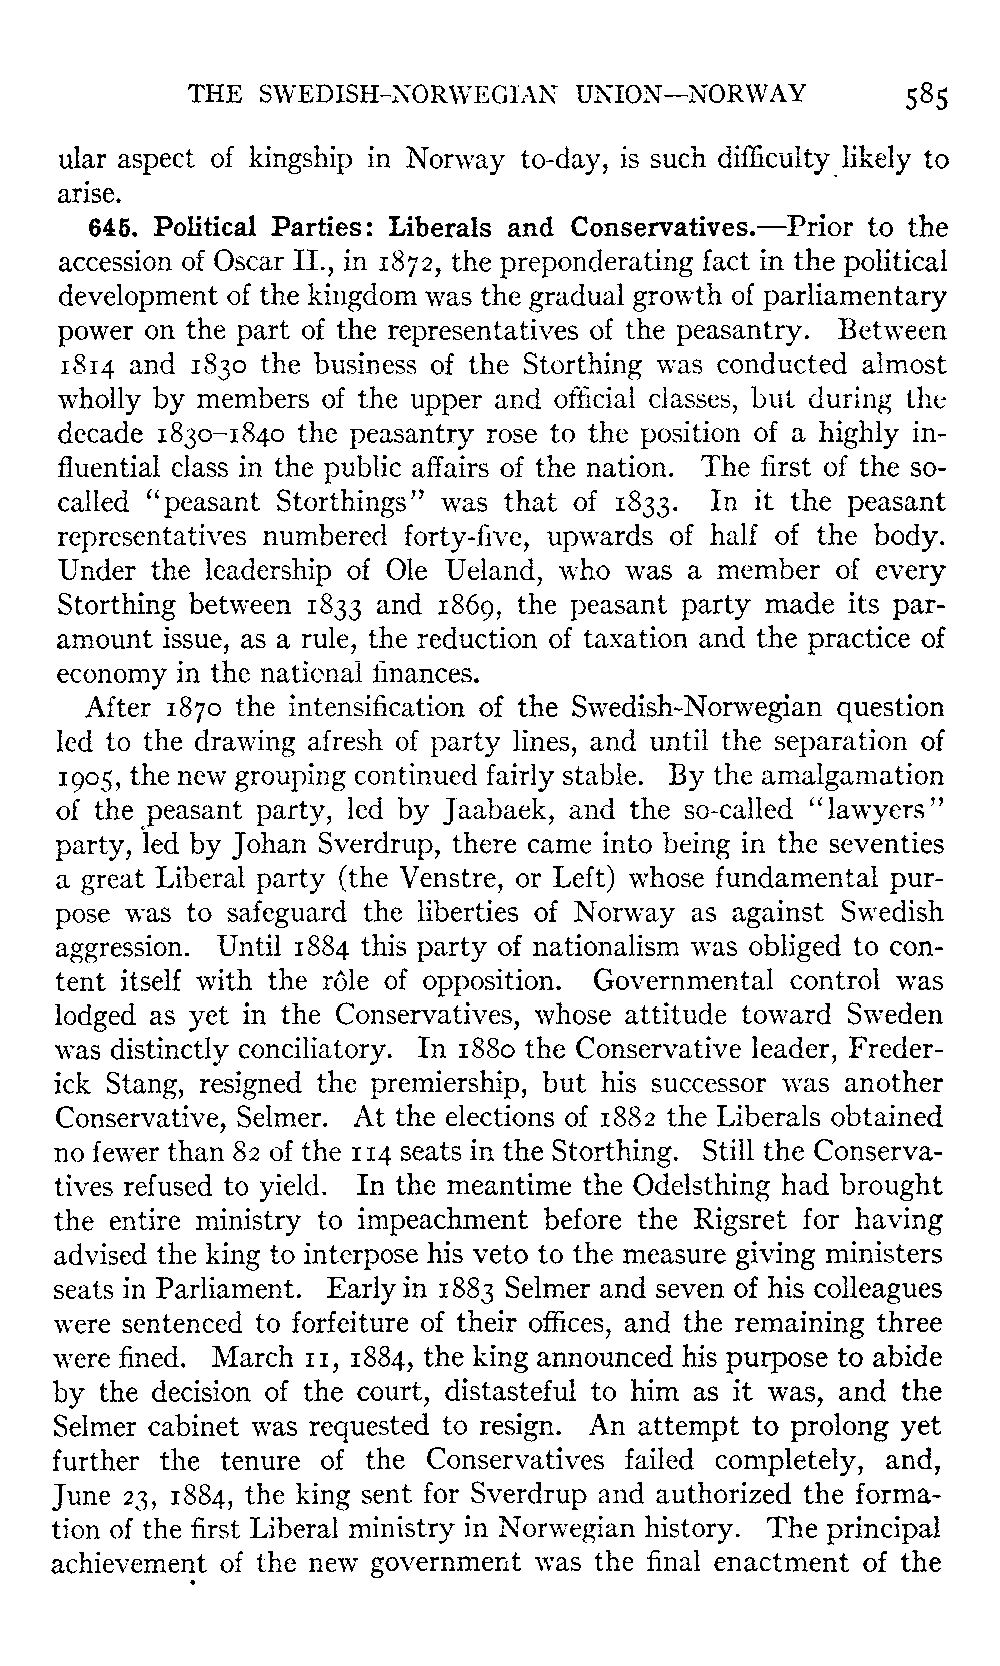 THE SWEDISH-NORWEGIAN UNION—NORWAY 585
ular aspect of kingship in Norway to-day, is such difficulty likely to
arise.
645. Political Parties: Liberals and Conservatives.—Prior to the
accession of Oscar II., in 1872, the preponderating fact in the political
development of the kingdom was the gradual growth of parliamentary
power on the part of the representatives of the peasantry. Between
1814 and 1830 the business of the Storthing was conducted almost
wholly by members of the upper and official classes, but during the
decade 1830–1840 the peasantry rose to the position of a highly in-
fluential class in the public affairs of the nation. The first of the so-
called "peasant Storthings" was that of 1833. In it the peasant
representatives numbered forty-five, upwards of half of the body.
Under the leadership of Ole Ueland, who was a member of every
Storthing between 1833 and 1869, the peasant party made its par-
amount issue, as a rule, the reduction of taxation and the practice of
economy in the national finances.
After 1870 the intensification of the Swedish-Norwegian question
led to the drawing afresh of party lines, and until the separation of
1905, the new grouping continued fairly stable. By the amalgamation
of the peasant party, led by Jaabaek, and the so-called "lawyers"
party, led by Johan Sverdrup, there came into being in the seventies
a great Liberal party (the Venstre, or Left) whose fundamental pur-
pose was to safeguard the liberties of Norway as against Swedish
aggression. Until 1884 this party of nationalism was obliged to con-
tent itself with the rôle of opposition. Governmental control was
lodged as yet in the Conservatives, whose attitude toward Sweden
was distinctly conciliatory. In 1880 the Conservative leader, Freder-
ick Stang, resigned the premiership, but his successor was another
Conservative, Selmer. At the elections of 1882 the Liberals obtained
no fewer than 82 of the 114 seats in the Storthing. Still the Conserva-
tives refused to yield. In the meantime the Odelsthing had brought
the entire ministry to impeachment before the Rigsret for having
advised the king to interpose his veto to the measure giving ministers
seats in Parliament. Early in 1883 Selmer and seven of his colleagues
were sentenced to forfeiture of their offices, and the remaining three
were fined. March 11, 1884, the king announced his purpose to abide
by the decision of the court, distasteful to him as it was, and the
Selmer cabinet was requested to resign. An attempt to prolong yet
further the tenure of the Conservatives failed completely, and,
June 23, 1884, the king sent for Sverdrup and authorized the forma-
tion of the first Liberal ministry in Norwegian history. The principal
achievement of the new government was the final enactment of the